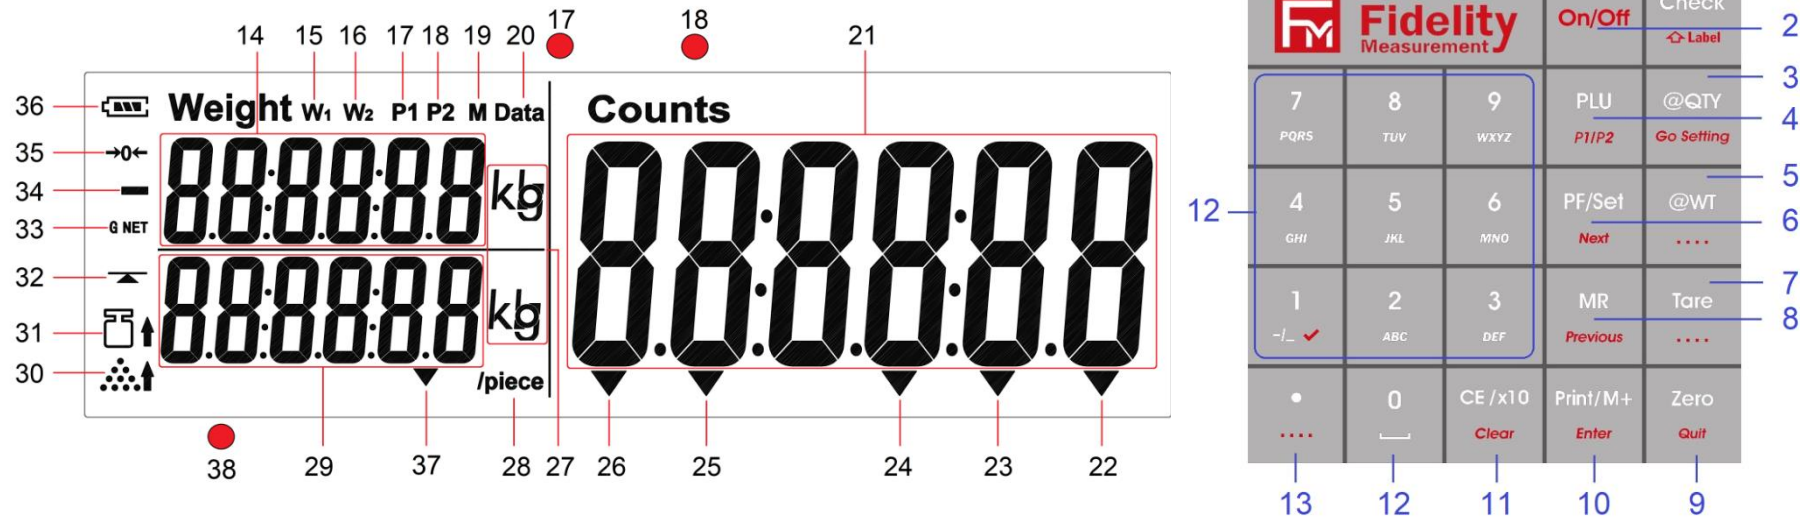 17 18
14 15 16 17 18 19 20 21
36 Weight W₁ W₂ P1 P2 M Data Counts
35 →0←
34 kg
33 G NET
32
31 kg
30 /piece
38 29 37 28 27 26 25 24 23 22
FM Fidelity Measurement On/Off Check Label 2
3
7 PQRS 8 TUV 9 WXYZ PLU P1/P2 @QTY Go Setting 4
5
12 4 GHI 5 JKL 6 MNO PF/Set Next @WT .... 6
7
1 -/_ ✓ 2 ABC 3 DEF MR Previous Tare .... 8
• .... 0 CE/x10 Clear Print/M+ Enter Zero Quit
13 12 11 10 9